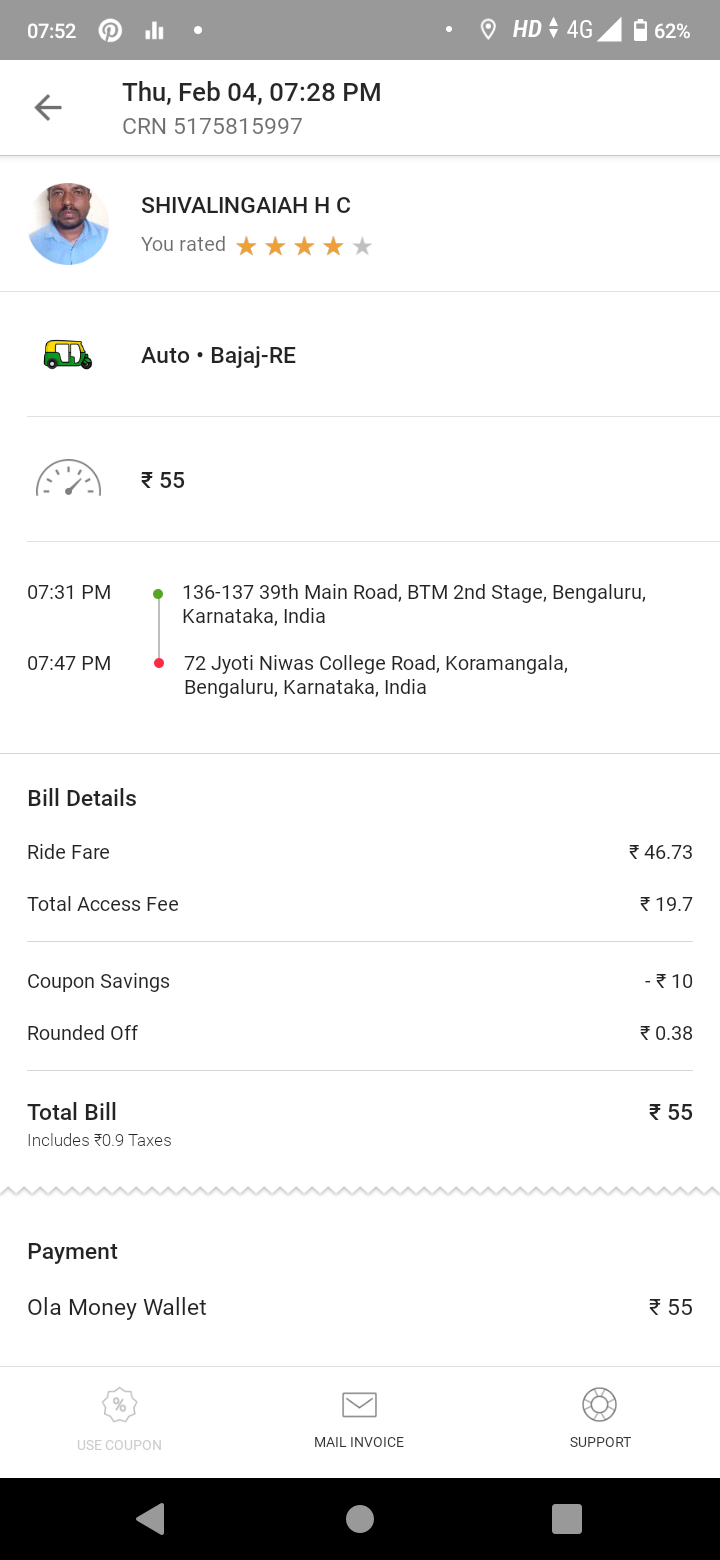 07:52 HD 4G 62%
Thu, Feb 04, 07:28 PM
CRN 5175815997
SHIVALINGAIAH H C
You rated
Auto • Bajaj-RE
₹ 55
07:31 PM 136-137 39th Main Road, BTM 2nd Stage, Bengaluru,
Karnataka, India
07:47 PM 72 Jyoti Niwas College Road, Koramangala,
Bengaluru, Karnataka, India
Bill Details
Ride Fare ₹ 46.73
Total Access Fee ₹ 19.7
Coupon Savings - ₹ 10
Rounded Off ₹ 0.38
Total Bill ₹ 55
Includes ₹0.9 Taxes
Payment
Ola Money Wallet ₹ 55
% 
USE COUPON MAIL INVOICE SUPPORT